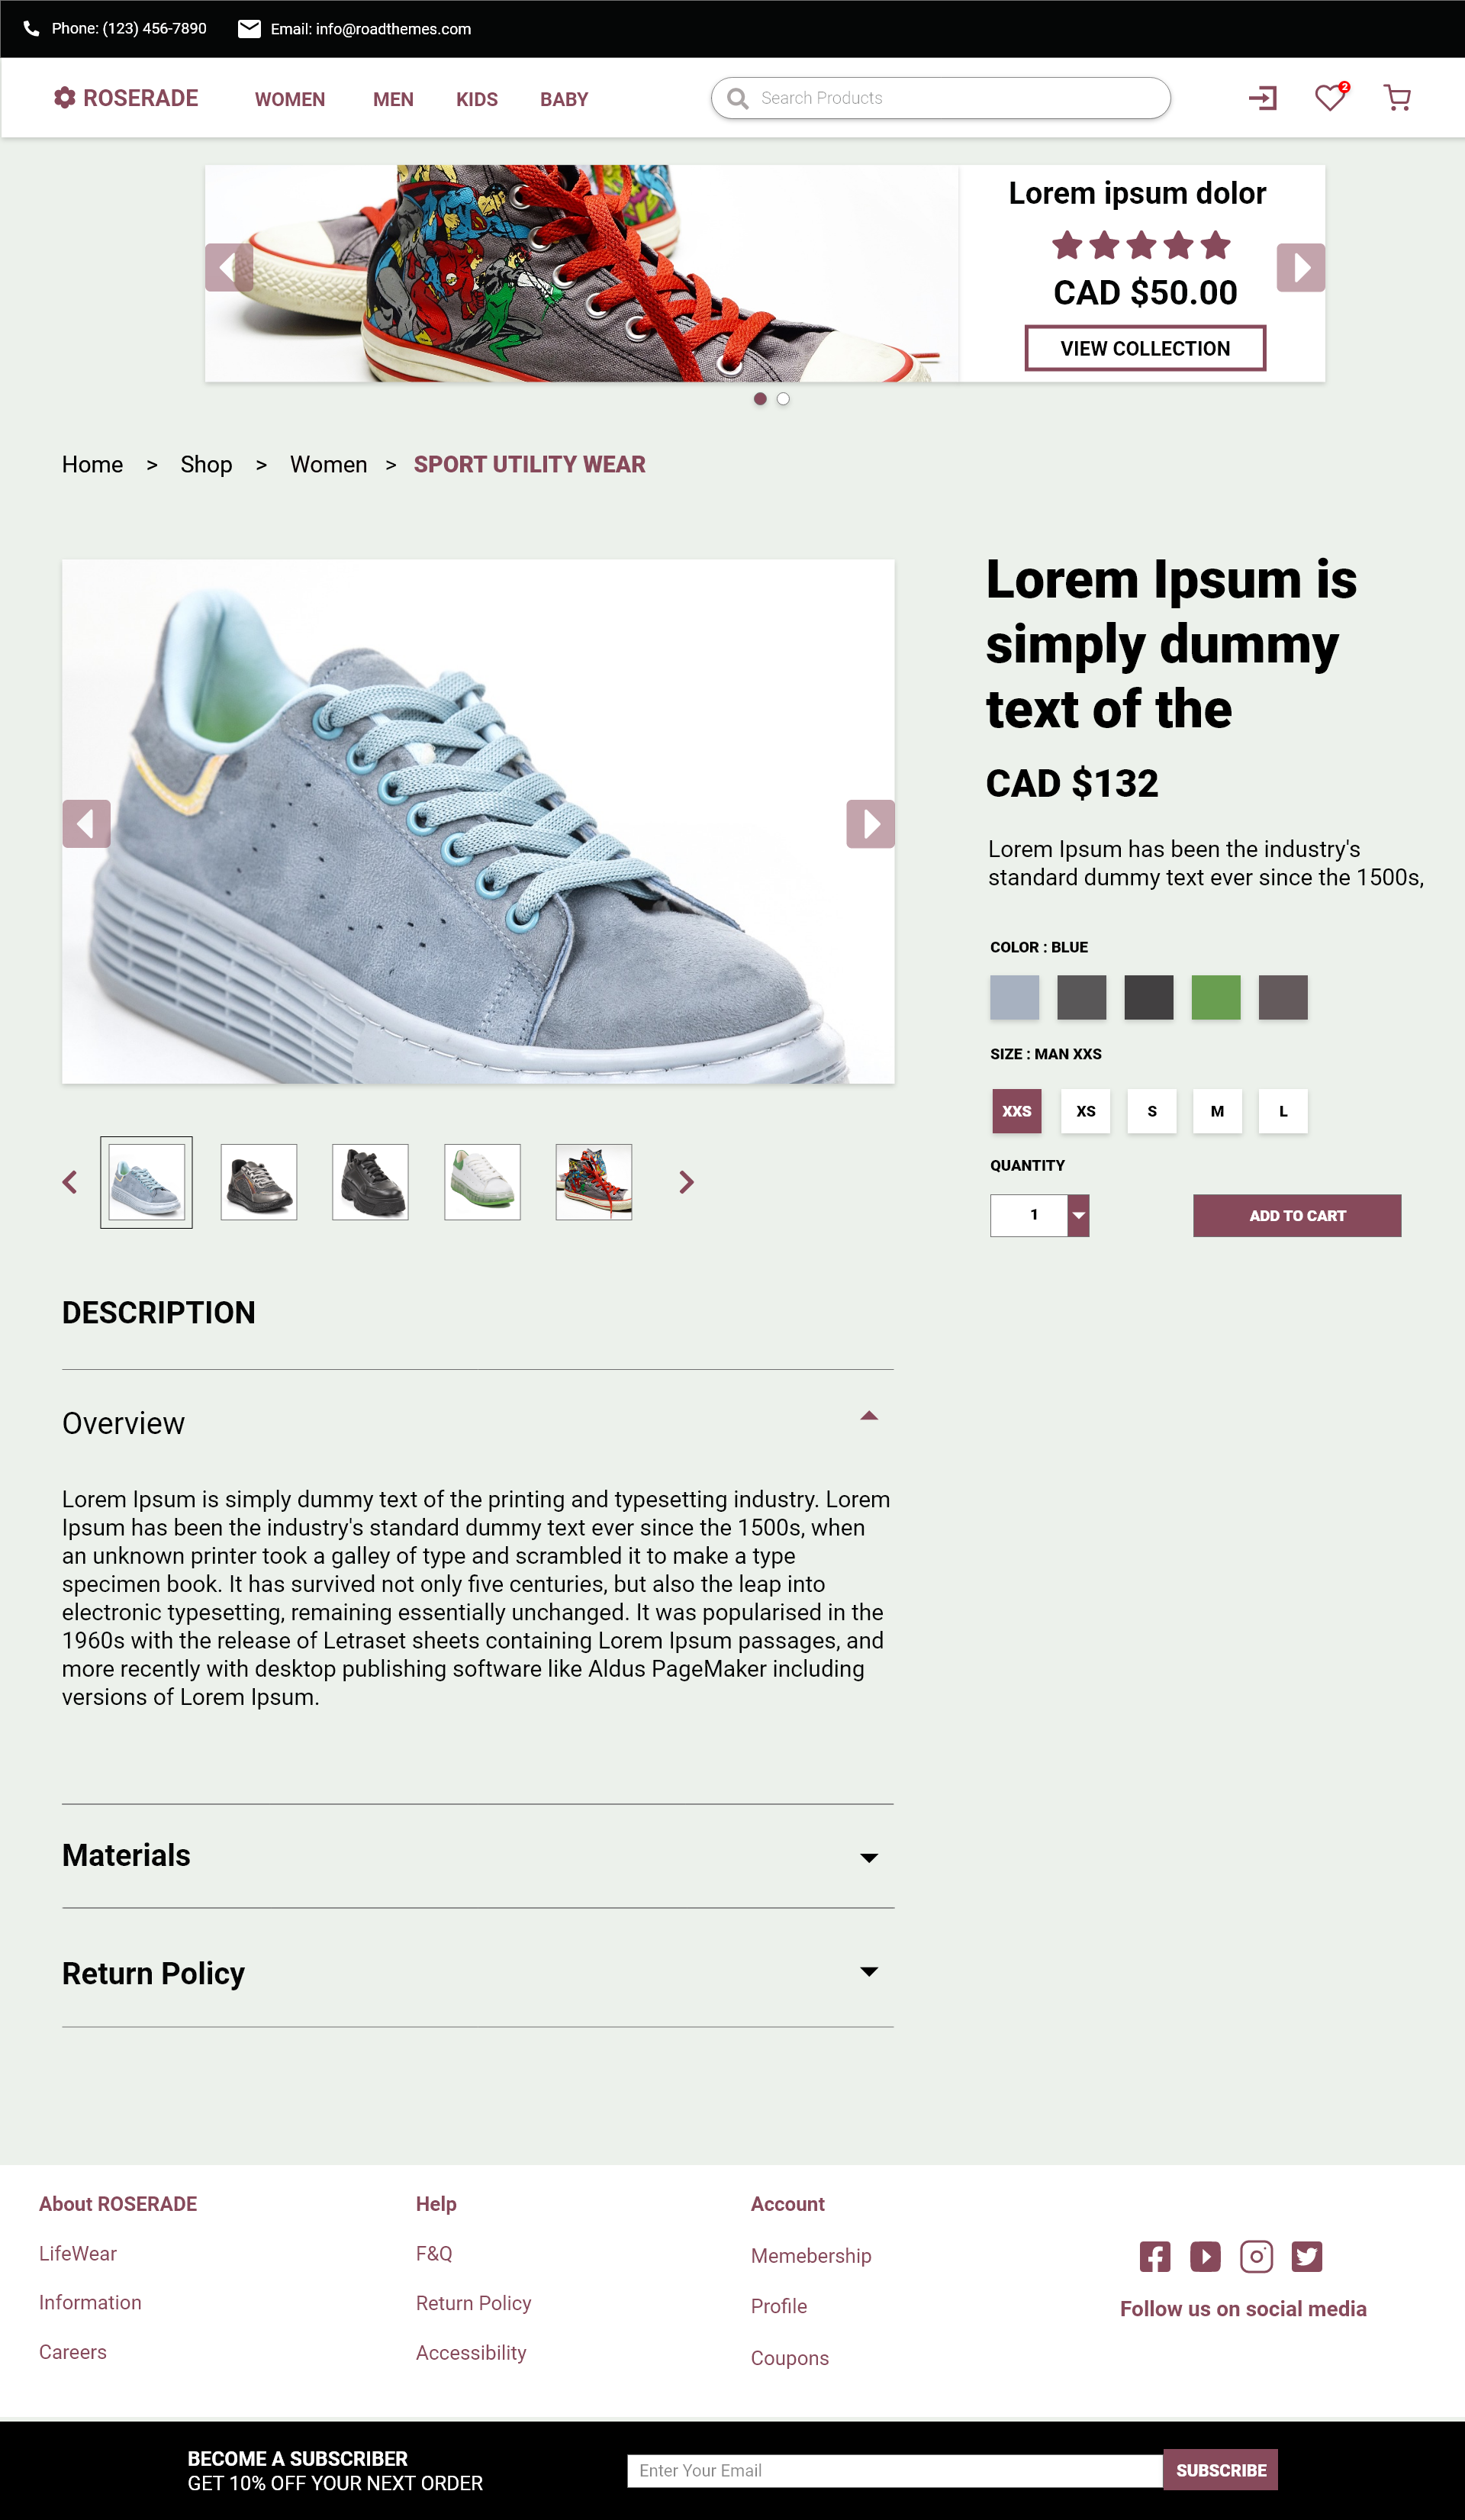 Phone: (123) 456-7890 Email: info@roadthemes.com
ROSERADE WOMEN MEN KIDS BABY Search Products 2
Lorem ipsum dolor
CAD $50.00
VIEW COLLECTION
Home > Shop > Women > SPORT UTILITY WEAR
Lorem Ipsum is
simply dummy
text of the
CAD $132
Lorem Ipsum has been the industry's
standard dummy text ever since the 1500s,
COLOR : BLUE
SIZE : MAN XXS
XXS XS S M L
QUANTITY
1 ADD TO CART
DESCRIPTION
Overview
Lorem Ipsum is simply dummy text of the printing and typesetting industry. Lorem
Ipsum has been the industry's standard dummy text ever since the 1500s, when
an unknown printer took a galley of type and scrambled it to make a type
specimen book. It has survived not only five centuries, but also the leap into
electronic typesetting, remaining essentially unchanged. It was popularised in the
1960s with the release of Letraset sheets containing Lorem Ipsum passages, and
more recently with desktop publishing software like Aldus PageMaker including
versions of Lorem Ipsum.
Materials
Return Policy
About ROSERADE
LifeWear
Information
Careers
Help
F&Q
Return Policy
Accessibility
Account
Memebership
Profile
Coupons
Follow us on social media
BECOME A SUBSCRIBER
GET 10% OFF YOUR NEXT ORDER
Enter Your Email SUBSCRIBE